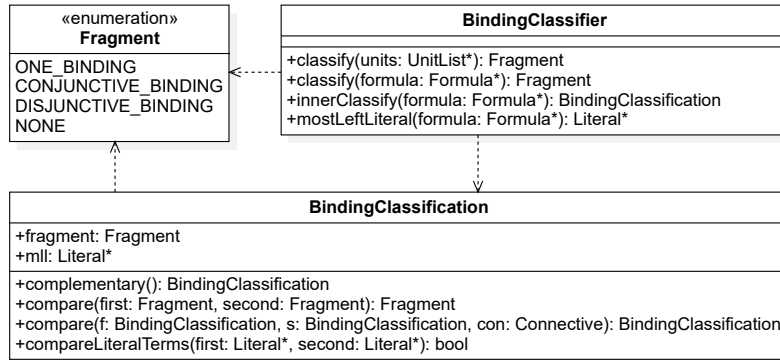 «enumeration»
Fragment
ONE_BINDING
CONJUNCTIVE_BINDING
DISJUNCTIVE_BINDING
NONE
BindingClassifier
+classify(units: UnitList*): Fragment
+classify(formula: Formula*): Fragment
+innerClassify(formula: Formula*): BindingClassification
+mostLeftLiteral(formula: Formula*): Literal*
BindingClassification
+fragment: Fragment
+mll: Literal*
+complementary(): BindingClassification
+compare(first: Fragment, second: Fragment): Fragment
+compare(f: BindingClassification, s: BindingClassification, con: Connective): BindingClassification
+compareLiteralTerms(first: Literal*, second: Literal*): bool